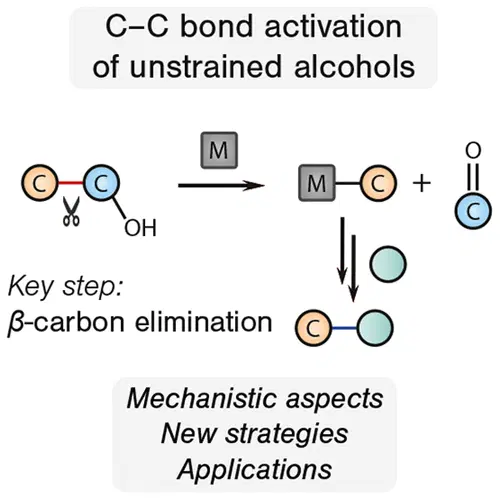 C–C bond activation
of unstrained alcohols
M
C
C
OH
M
C
+
O
C
Key step:
β-carbon elimination
C
Mechanistic aspects
New strategies
Applications